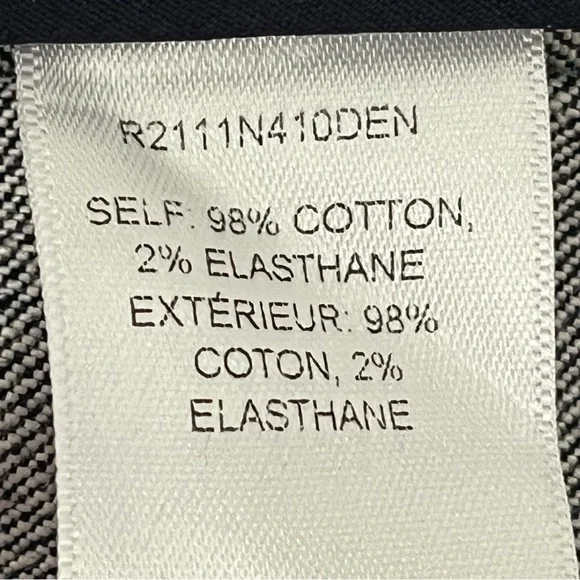 R2111N410DEN
SELF: 98% COTTON,
2% ELASTHANE
EXTÉRIEUR: 98%
COTON, 2%
ELASTHANE